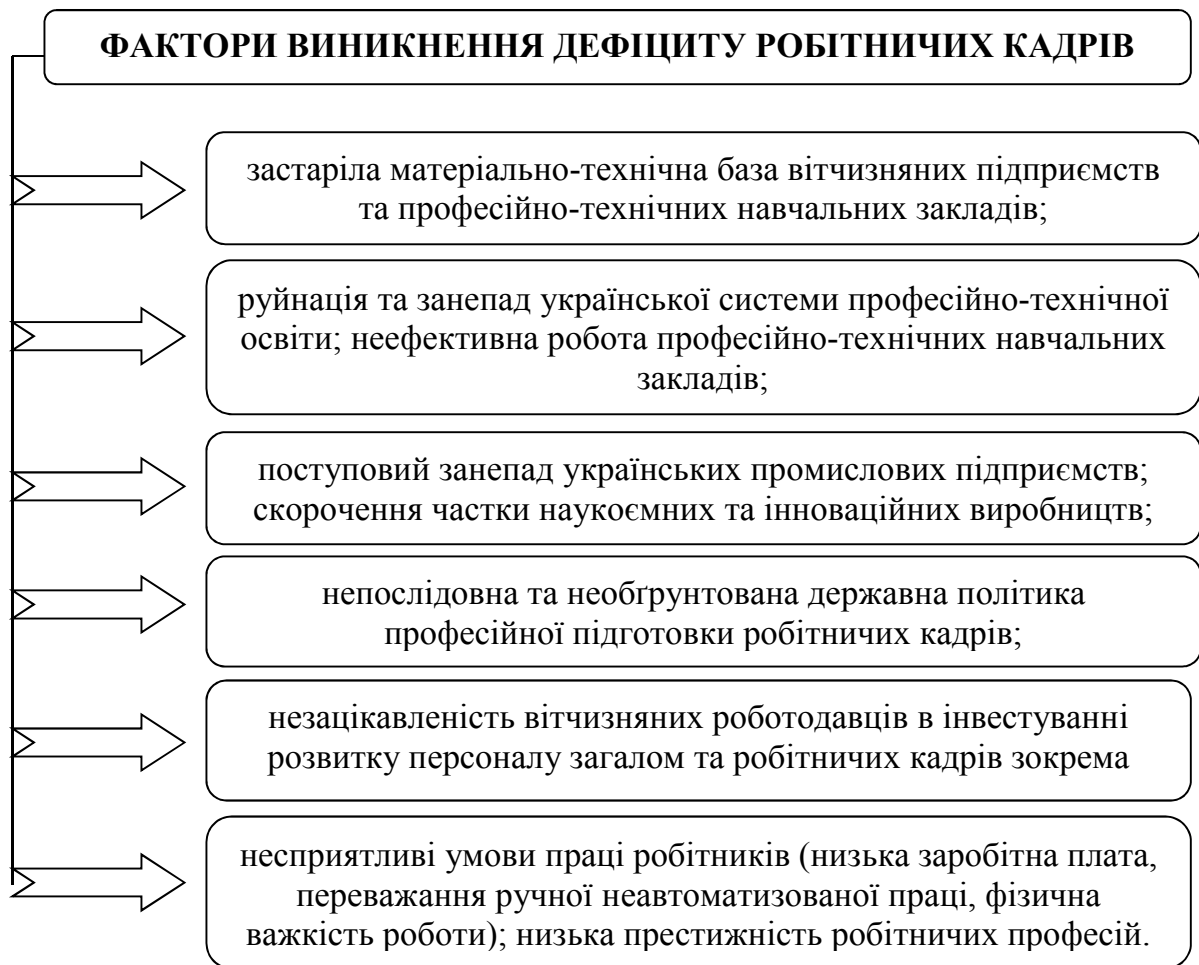 ФАКТОРИ ВИНИКНЕННЯ ДЕФІЦИТУ РОБІТНИЧИХ КАДРІВ
застаріла матеріально-технічна база вітчизняних підприємств
та професійно-технічних навчальних закладів;
руйнація та занепад української системи професійно-технічної
освіти; неефективна робота професійно-технічних навчальних
закладів;
поступовий занепад українських промислових підприємств;
скорочення частки наукоємних та інноваційних виробництв;
непослідовна та необґрунтована державна політика
професійної підготовки робітничих кадрів;
незацікавленість вітчизняних роботодавців в інвестуванні
розвитку персоналу загалом та робітничих кадрів зокрема
несприятливі умови праці робітників (низька заробітна плата,
переважання ручної неавтоматизованої праці, фізична
важкість роботи); низька престижність робітничих професій.